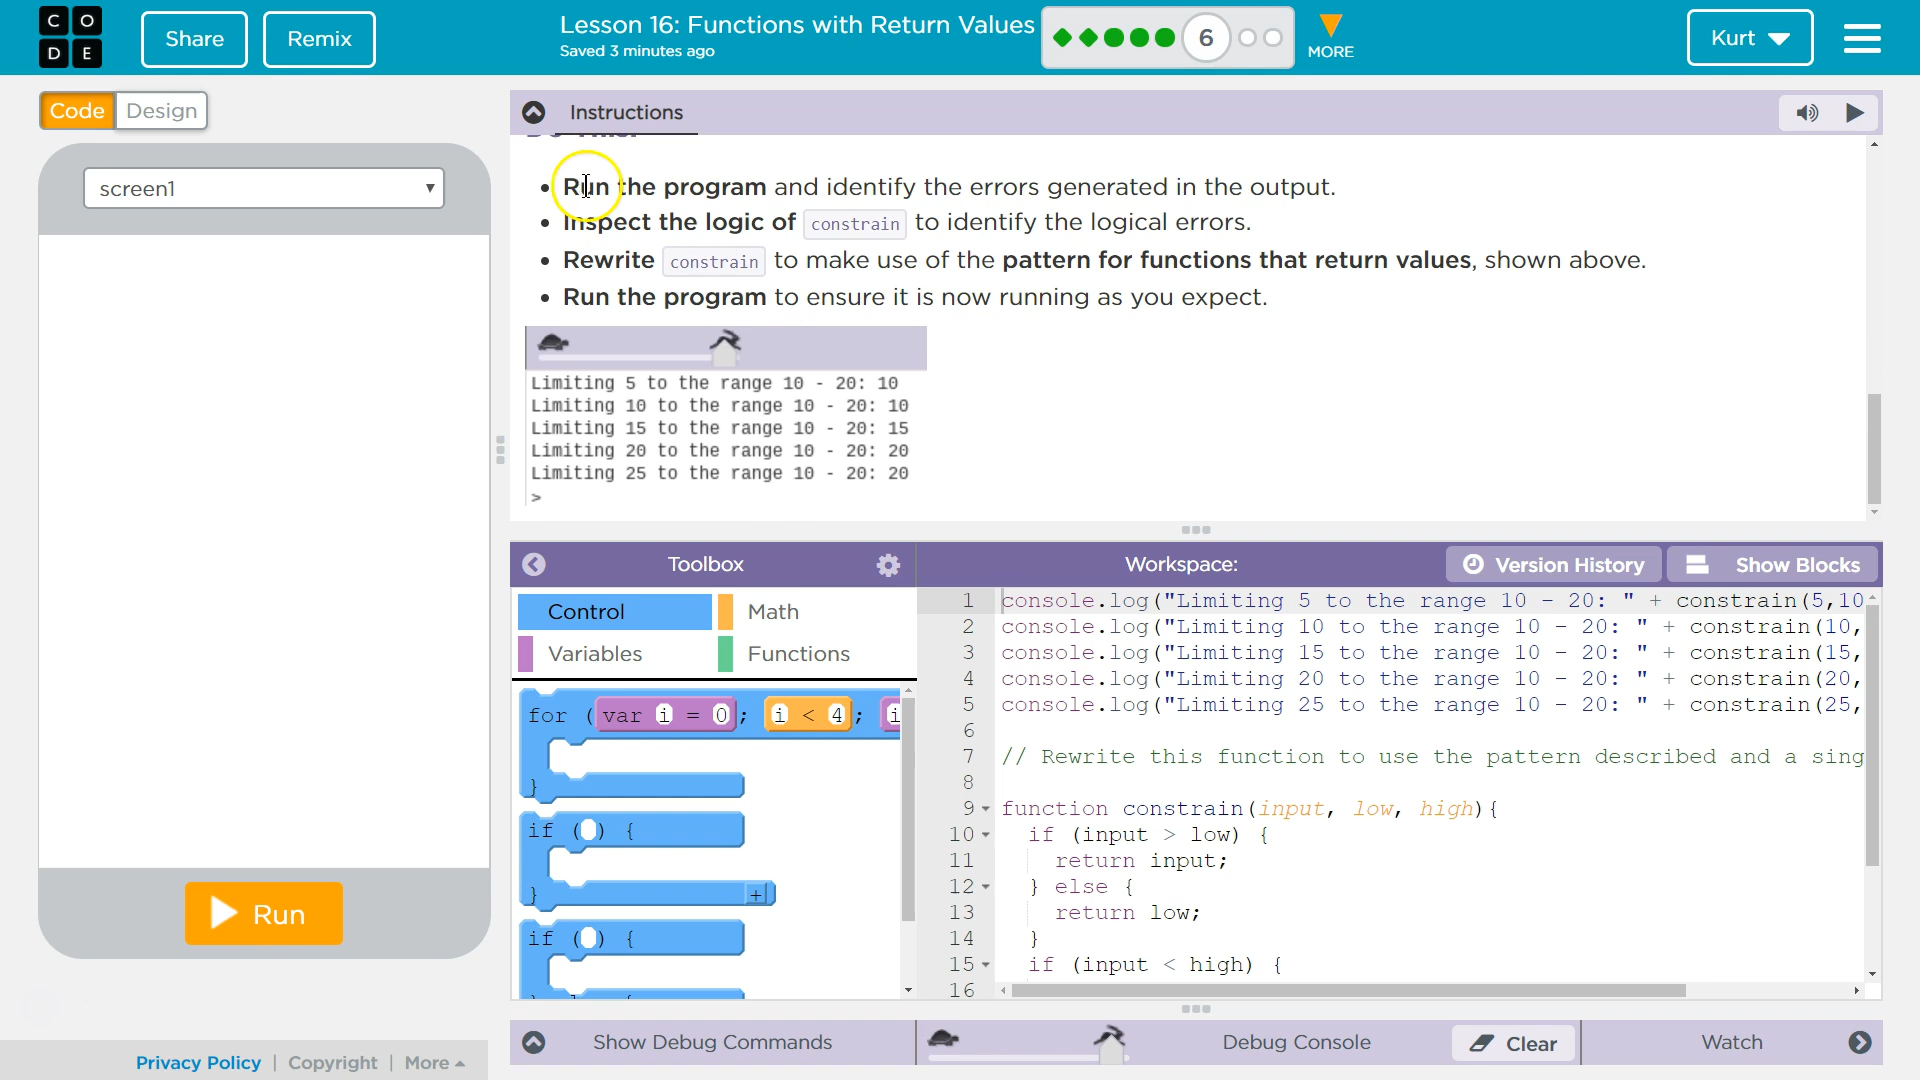 CODE
Share
Remix
Lesson 16: Functions with Return Values
Saved 3 minutes ago
6
MORE
Kurt
Code
Design
Instructions
screen1
• Run the program and identify the errors generated in the output.
• Inspect the logic of constrain to identify the logical errors.
• Rewrite constrain to make use of the pattern for functions that return values, shown above.
• Run the program to ensure it is now running as you expect.
Limiting 5 to the range 10 - 20: 10
Limiting 10 to the range 10 - 20: 10
Limiting 15 to the range 10 - 20: 15
Limiting 20 to the range 10 - 20: 20
Limiting 25 to the range 10 - 20: 20
>
Toolbox
Workspace:
Version History
Show Blocks
Control
Math
Variables
Functions
for (var i = 0; i < 4; i
}
if () {
}
+
if () {
1 console.log("Limiting 5 to the range 10 - 20: " + constrain(5,10
2 console.log("Limiting 10 to the range 10 - 20: " + constrain(10,
3 console.log("Limiting 15 to the range 10 - 20: " + constrain(15,
4 console.log("Limiting 20 to the range 10 - 20: " + constrain(20,
5 console.log("Limiting 25 to the range 10 - 20: " + constrain(25,
6
7 // Rewrite this function to use the pattern described and a sing
8
9 function constrain(input, low, high){
10 if (input > low) {
11 return input;
12 } else {
13 return low;
14 }
15 if (input < high) {
16
Run
Show Debug Commands
Debug Console
Clear
Watch
Privacy Policy | Copyright | More